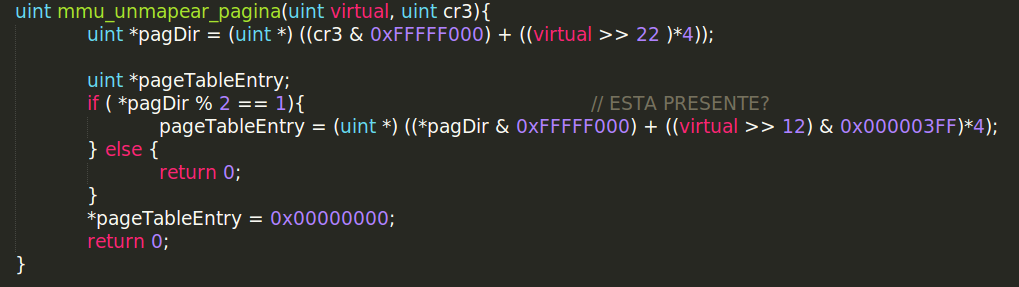 uint mmu_unmapear_pagina(uint virtual, uint cr3){
uint *pagDir = (uint *) ((cr3 & 0xFFFFF000) + ((virtual >> 22 )*4));
uint *pageTableEntry;
if ( *pagDir % 2 == 1){ // ESTA PRESENTE?
pageTableEntry = (uint *) ((*pagDir & 0xFFFFF000) + ((virtual >> 12) & 0x000003FF)*4);
} else {
return 0;
}
*pageTableEntry = 0x00000000;
return 0;
}